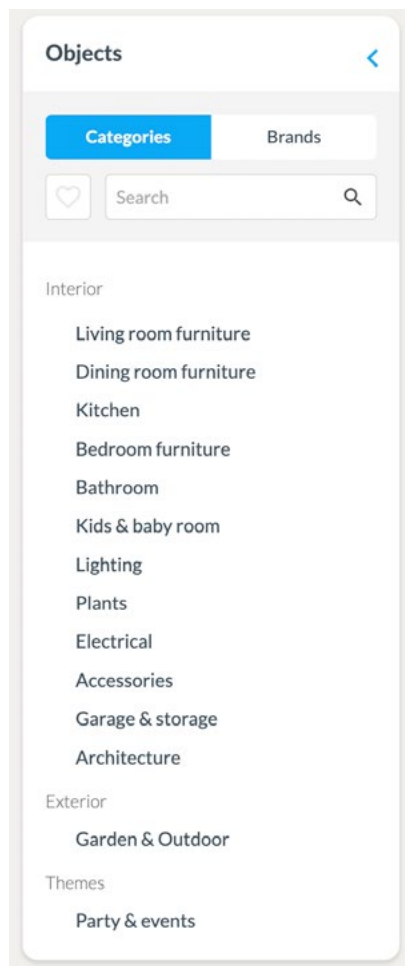 Objects
Categories Brands
Search
Interior
Living room furniture
Dining room furniture
Kitchen
Bedroom furniture
Bathroom
Kids & baby room
Lighting
Plants
Electrical
Accessories
Garage & storage
Architecture
Exterior
Garden & Outdoor
Themes
Party & events